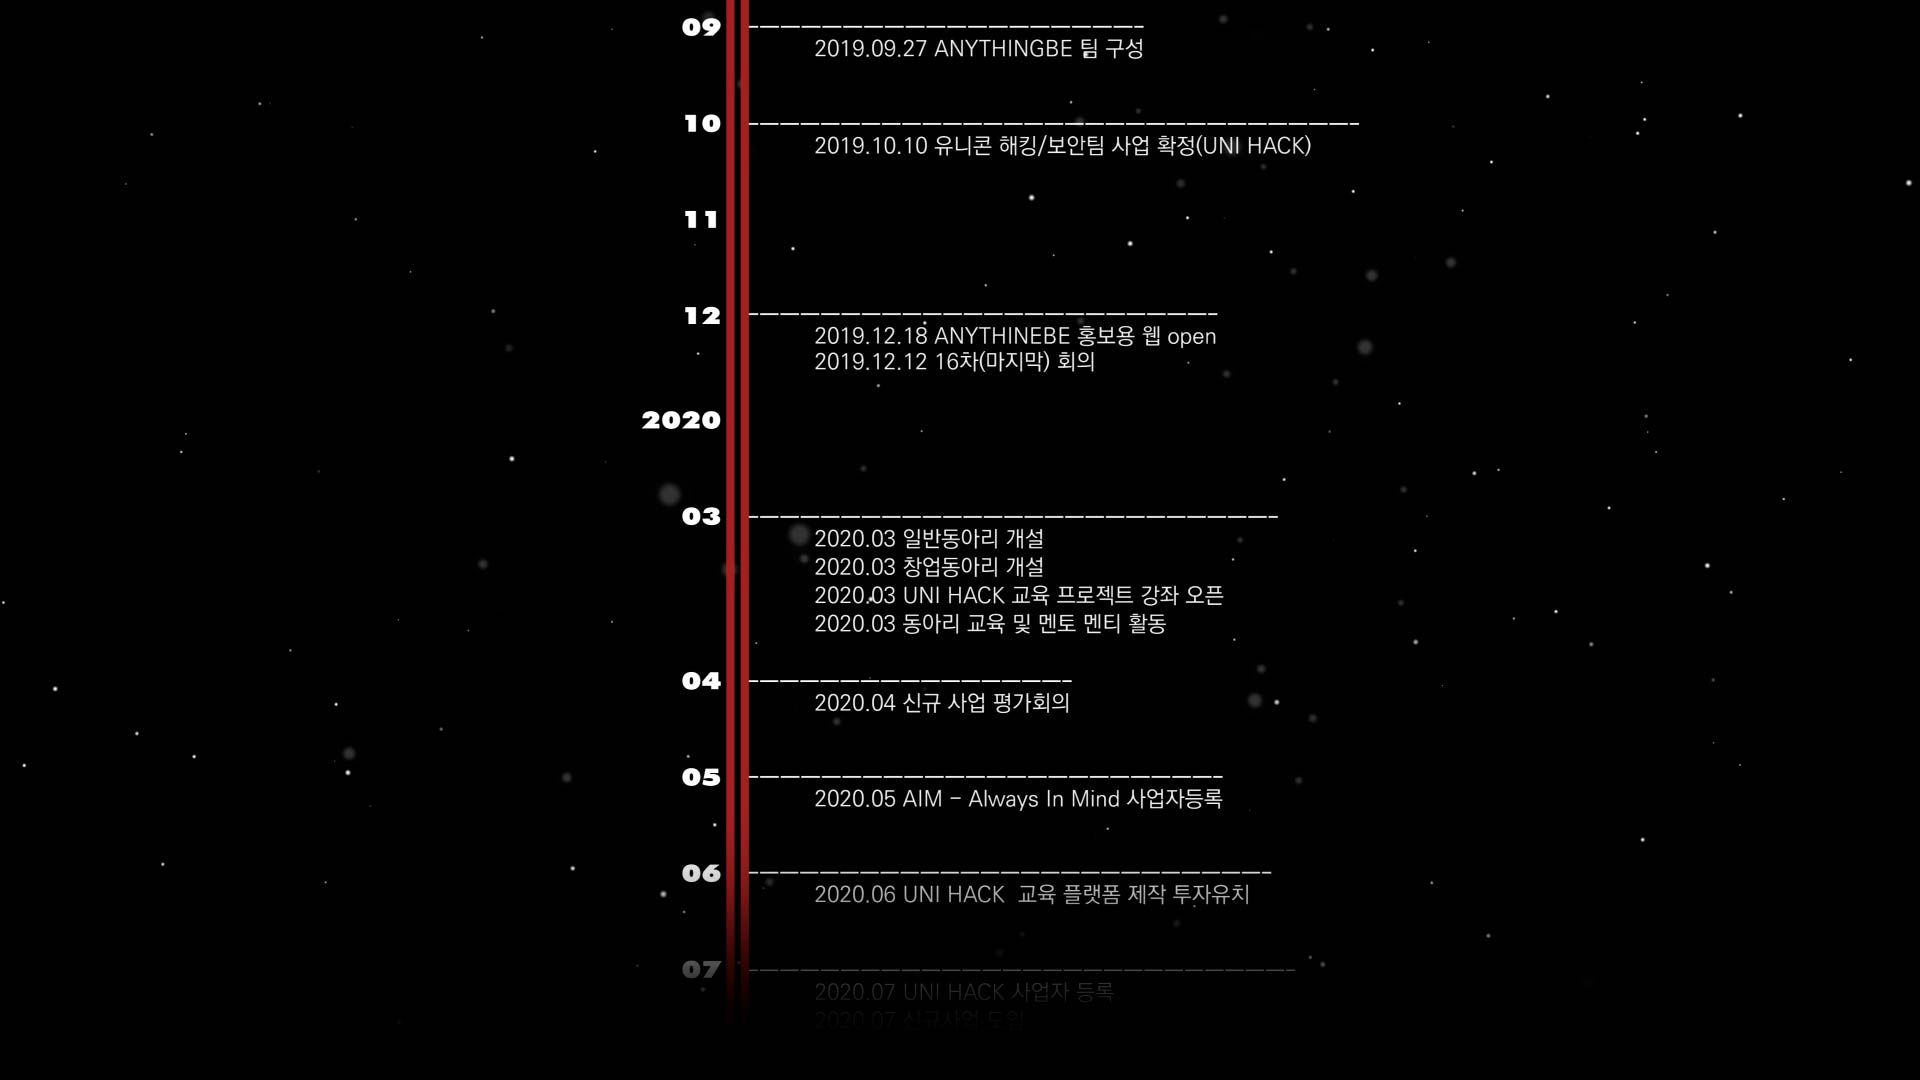 09
2019.09.27 ANYTHINGBE 팀 구성
10
2019.10.10 유니콘 해킹/보안팀 사업 확정(UNI HACK)
11
12
2019.12.18 ANYTHINEBE 홍보용 웹 open
2019.12.12 16차(마지막) 회의
2020
03
2020.03 일반동아리 개설
2020.03 창업동아리 개설
2020.03 UNI HACK 교육 프로젝트 강좌 오픈
2020.03 동아리 교육 및 멘토 멘티 활동
04
2020.04 신규 사업 평가회의
05
2020.05 AIM - Always In Mind 사업자등록
06
2020.06 UNI HACK 교육 플랫폼 제작 투자유치
07
2020.07 UNI HACK 사업자 등록
2020.07 신규사업 도입